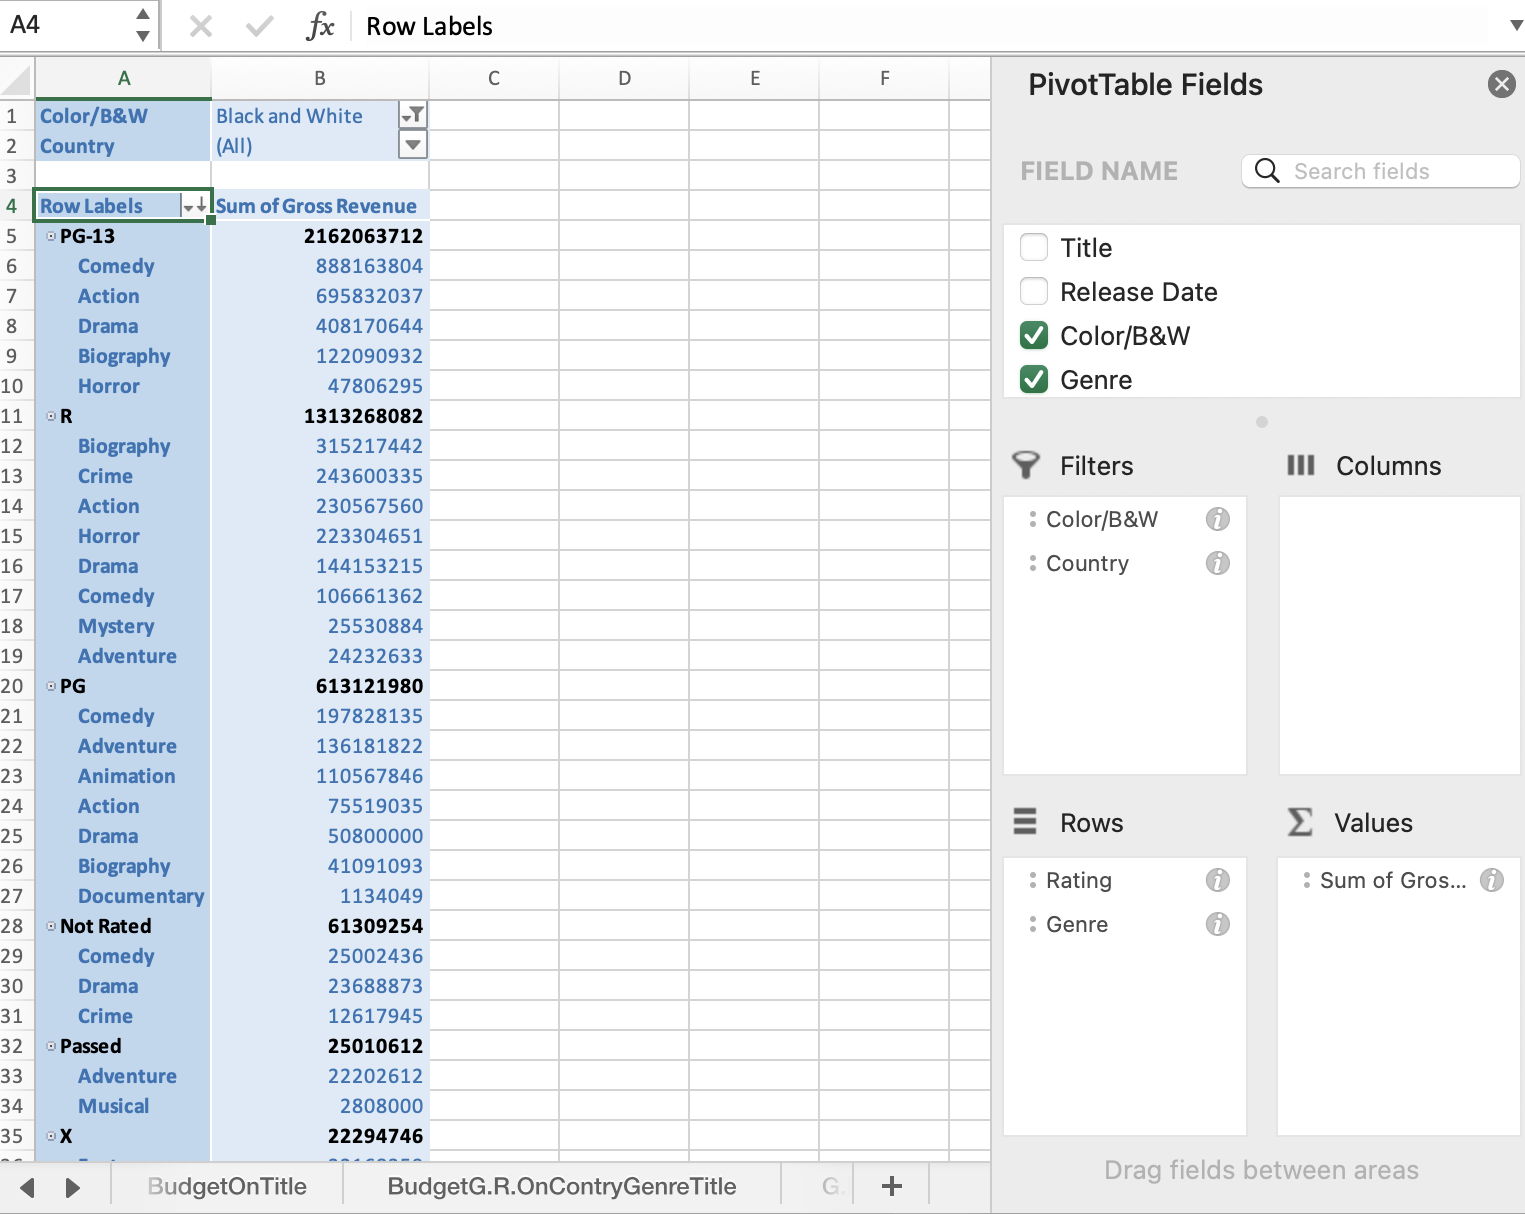 A4 fx Row Labels
A B C D E F
1 Color/B&W Black and White
2 Country (All)
3
4 Row Labels Sum of Gross Revenue
5 PG-13 2162063712
6 Comedy 888163804
7 Action 695832037
8 Drama 408170644
9 Biography 122090932
10 Horror 47806295
11 R 1313268082
12 Biography 315217442
13 Crime 243600335
14 Action 230567560
15 Horror 223304651
16 Drama 144153215
17 Comedy 106661362
18 Mystery 25530884
19 Adventure 24232633
20 PG 613121980
21 Comedy 197828135
22 Adventure 136181822
23 Animation 110567846
24 Action 75519035
25 Drama 50800000
26 Biography 41091093
27 Documentary 1134049
28 Not Rated 61309254
29 Comedy 25002436
30 Drama 23688873
31 Crime 12617945
32 Passed 25010612
33 Adventure 22202612
34 Musical 2808000
35 X 22294746
BudgetOnTitle BudgetG.R.OnContryGenreTitle G. +
PivotTable Fields
FIELD NAME Search fields
Title
Release Date
Color/B&W
Genre
Filters Columns
Color/B&W
Country
Rows Values
Rating Sum of Gros...
Genre
Drag fields between areas